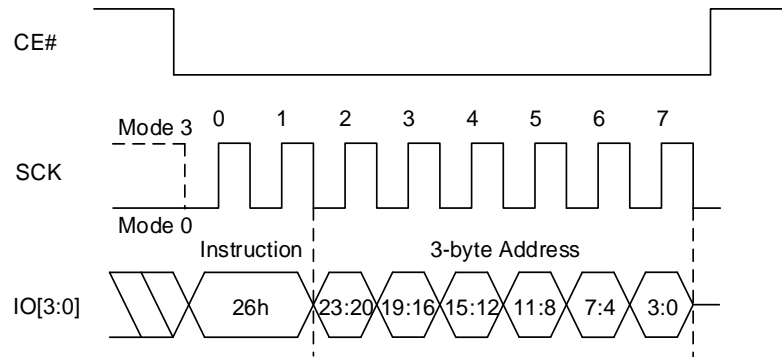 CE#
0 1 2 3 4 5 6 7
Mode 3
SCK
Mode 0
Instruction 3-byte Address
IO[3:0] 26h 23:20 19:16 15:12 11:8 7:4 3:0